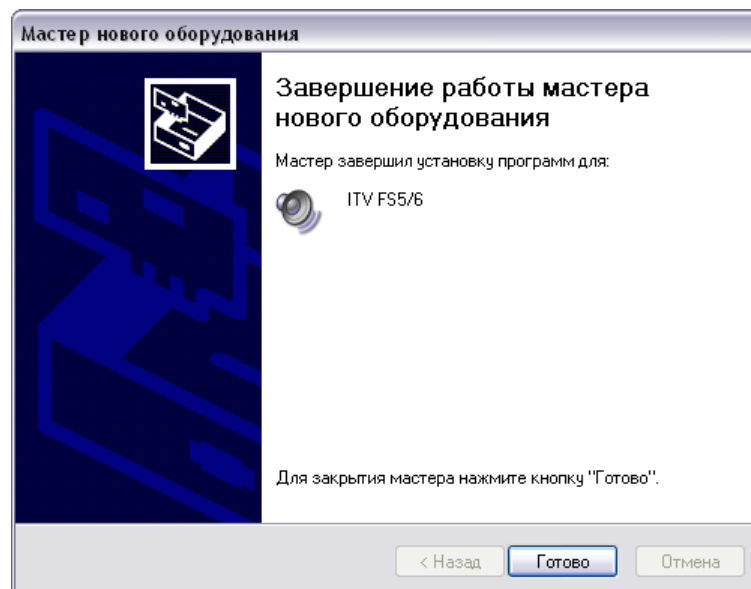 Мастер нового оборудования
Завершение работы мастера
нового оборудования
Мастер завершил установку программ для:
ITV FS5/6
Для закрытия мастера нажмите кнопку "Готово".
< Назад
Готово
Отмена